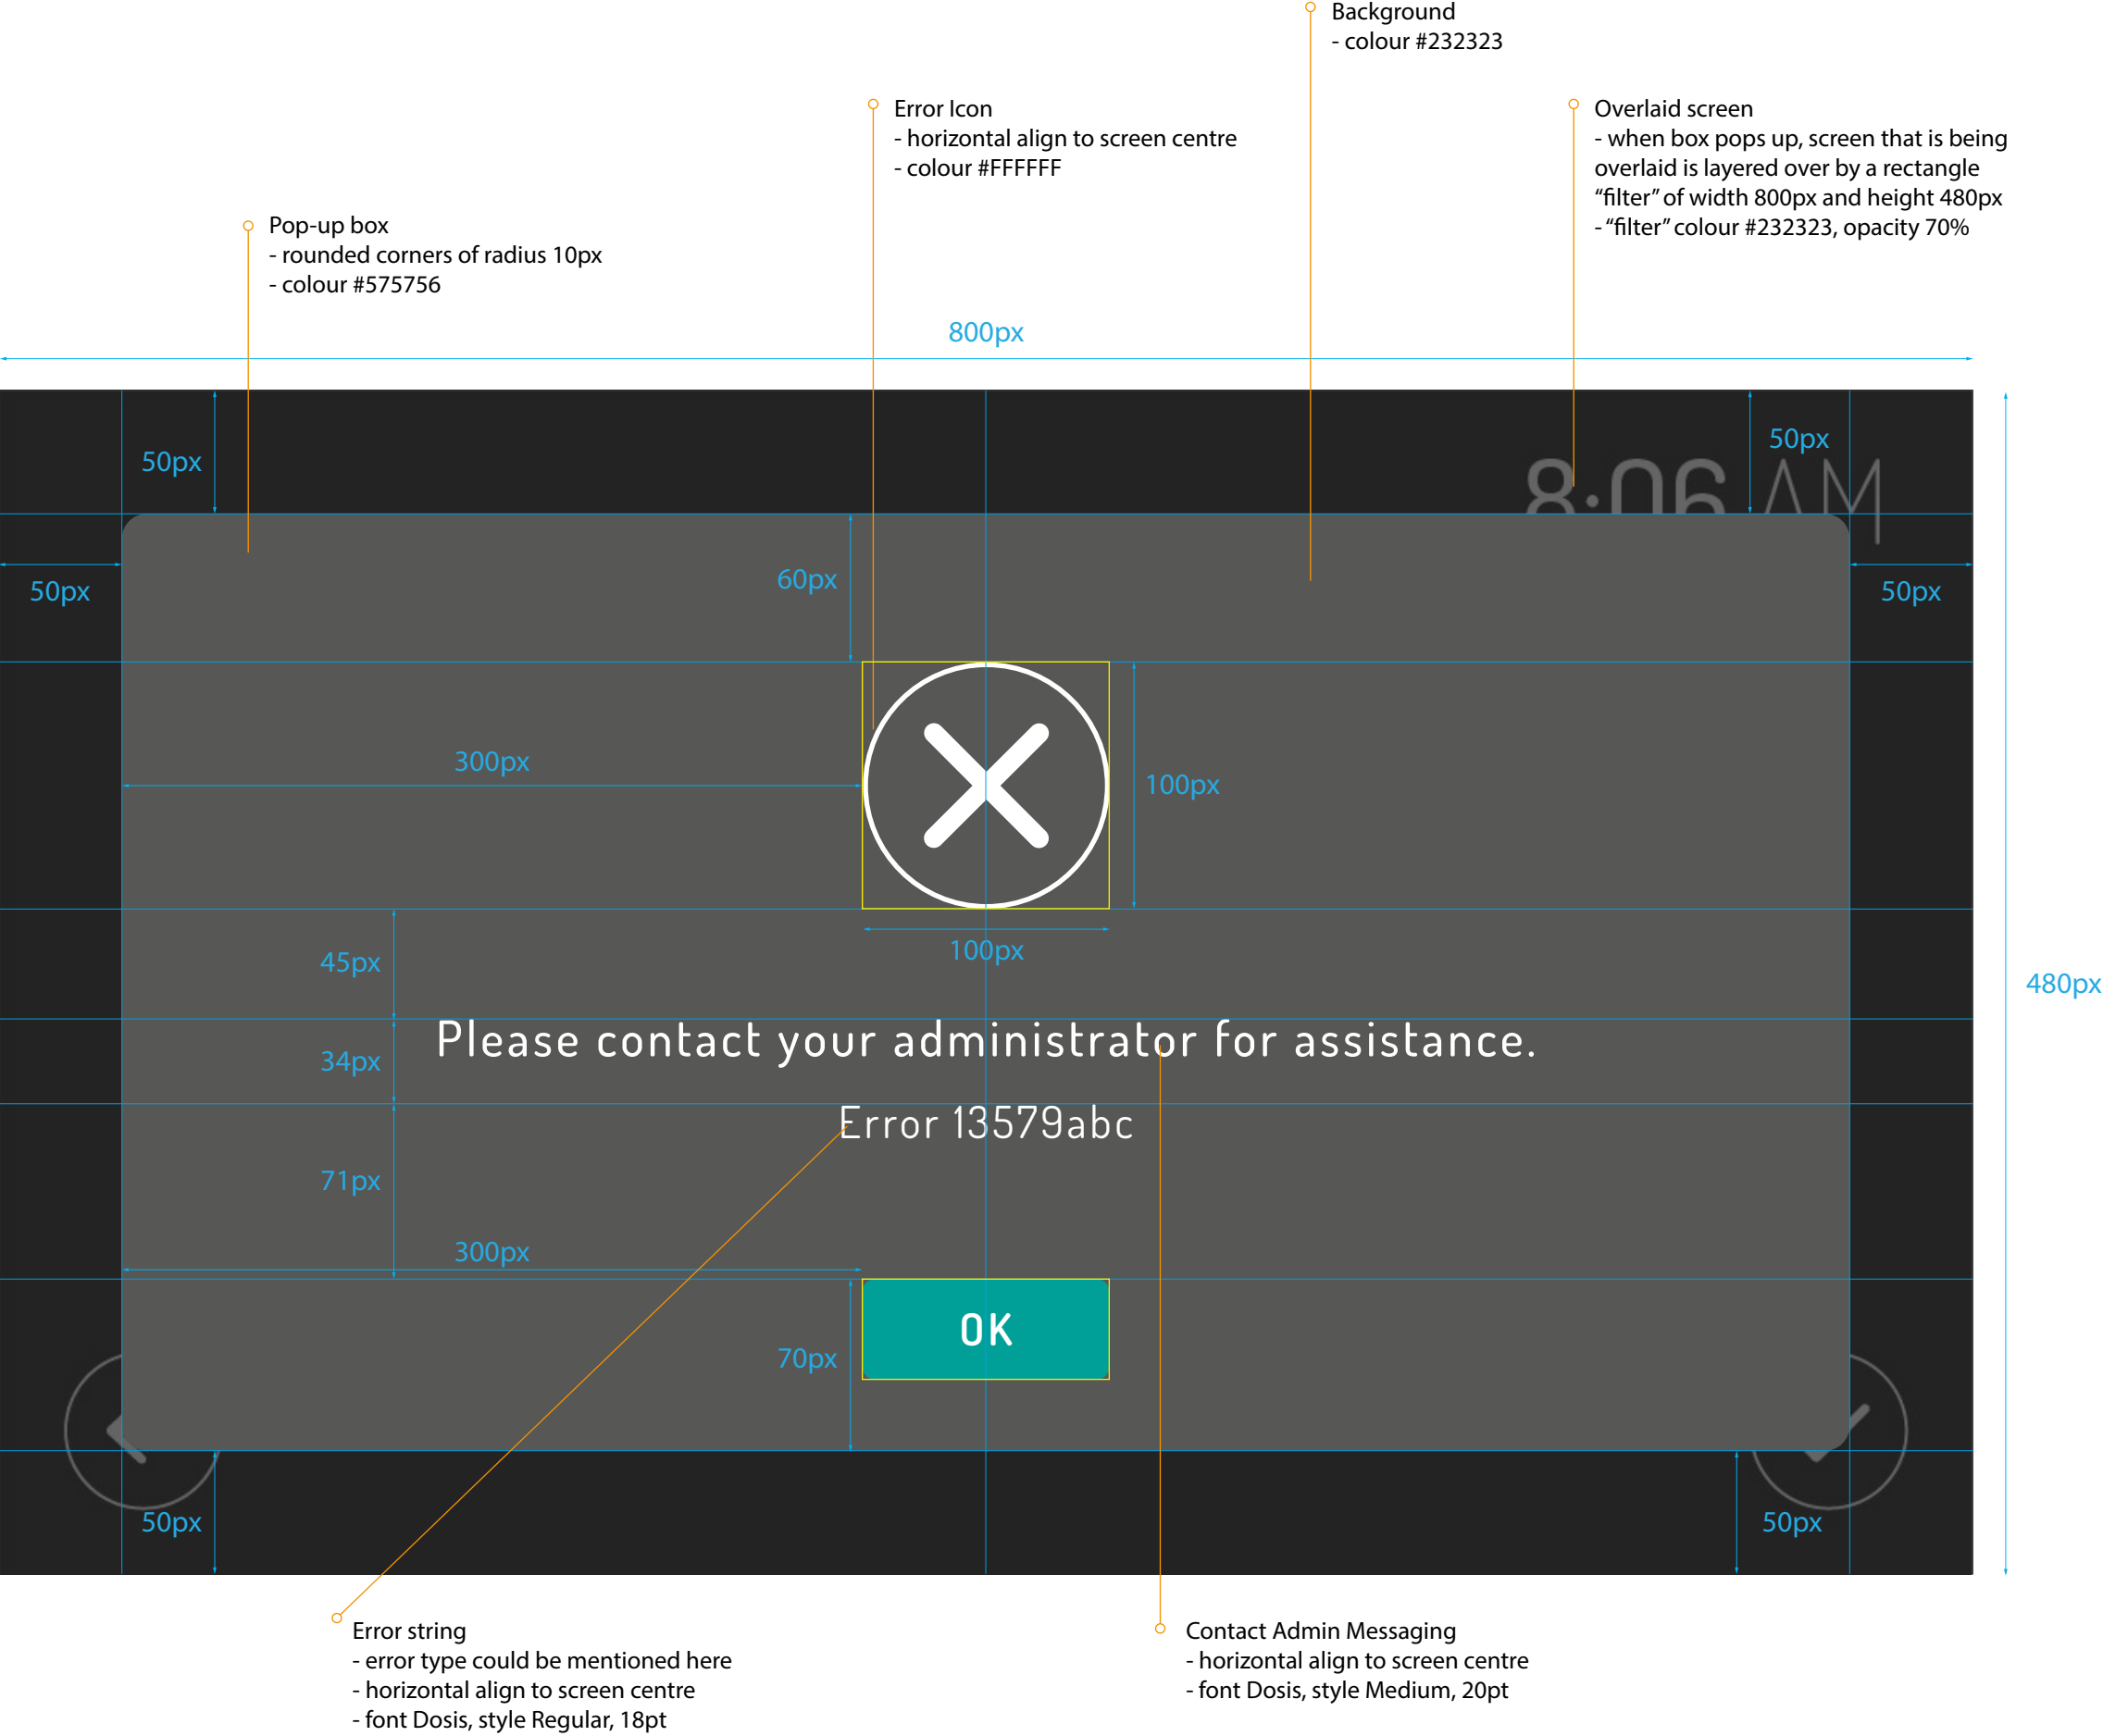 Background
- colour #232323
Error Icon
- horizontal align to screen centre
- colour #FFFFFF
Overlaid screen
- when box pops up, screen that is being
overlaid is layered over by a rectangle
“filter” of width 800px and height 480px
- “filter” colour #232323, opacity 70%
Pop-up box
- rounded corners of radius 10px
- colour #575756
800px
50px
50px
8:06 AM
60px
50px
50px
300px
100px
100px
45px
480px
Please contact your administrator for assistance.
34px
Error 13579abc
71px
300px
OK
70px
50px
50px
Error string
- error type could be mentioned here
- horizontal align to screen centre
- font Dosis, style Regular, 18pt
Contact Admin Messaging
- horizontal align to screen centre
- font Dosis, style Medium, 20pt